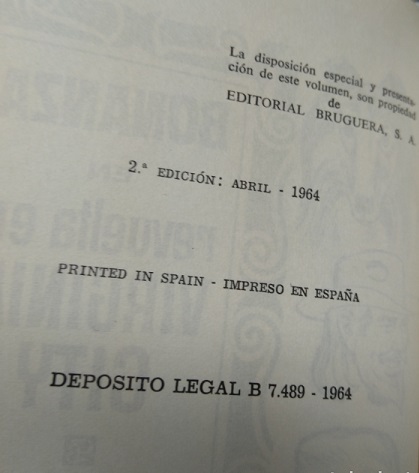 La disposición especial y presenta-
ción de este volumen, son propiedad
de
EDITORIAL BRUGUERA, S. A.
2.ª EDICIÓN: ABRIL - 1964
PRINTED IN SPAIN - IMPRESO EN ESPAÑA
DEPOSITO LEGAL B 7.489 - 1964